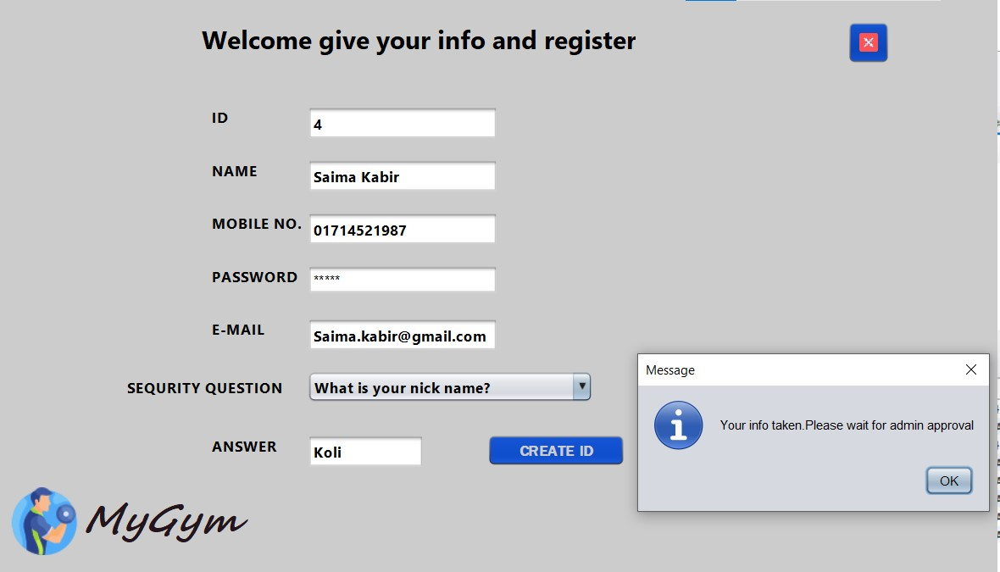 Welcome give your info and register
ID
4
NAME
Saima Kabir
MOBILE NO.
01714521987
PASSWORD
*****
E-MAIL
Saima.kabir@gmail.com
SEQURITY QUESTION
What is your nick name?
ANSWER
Koli
CREATE ID
Message
Your info taken.Please wait for admin approval
OK
MyGym